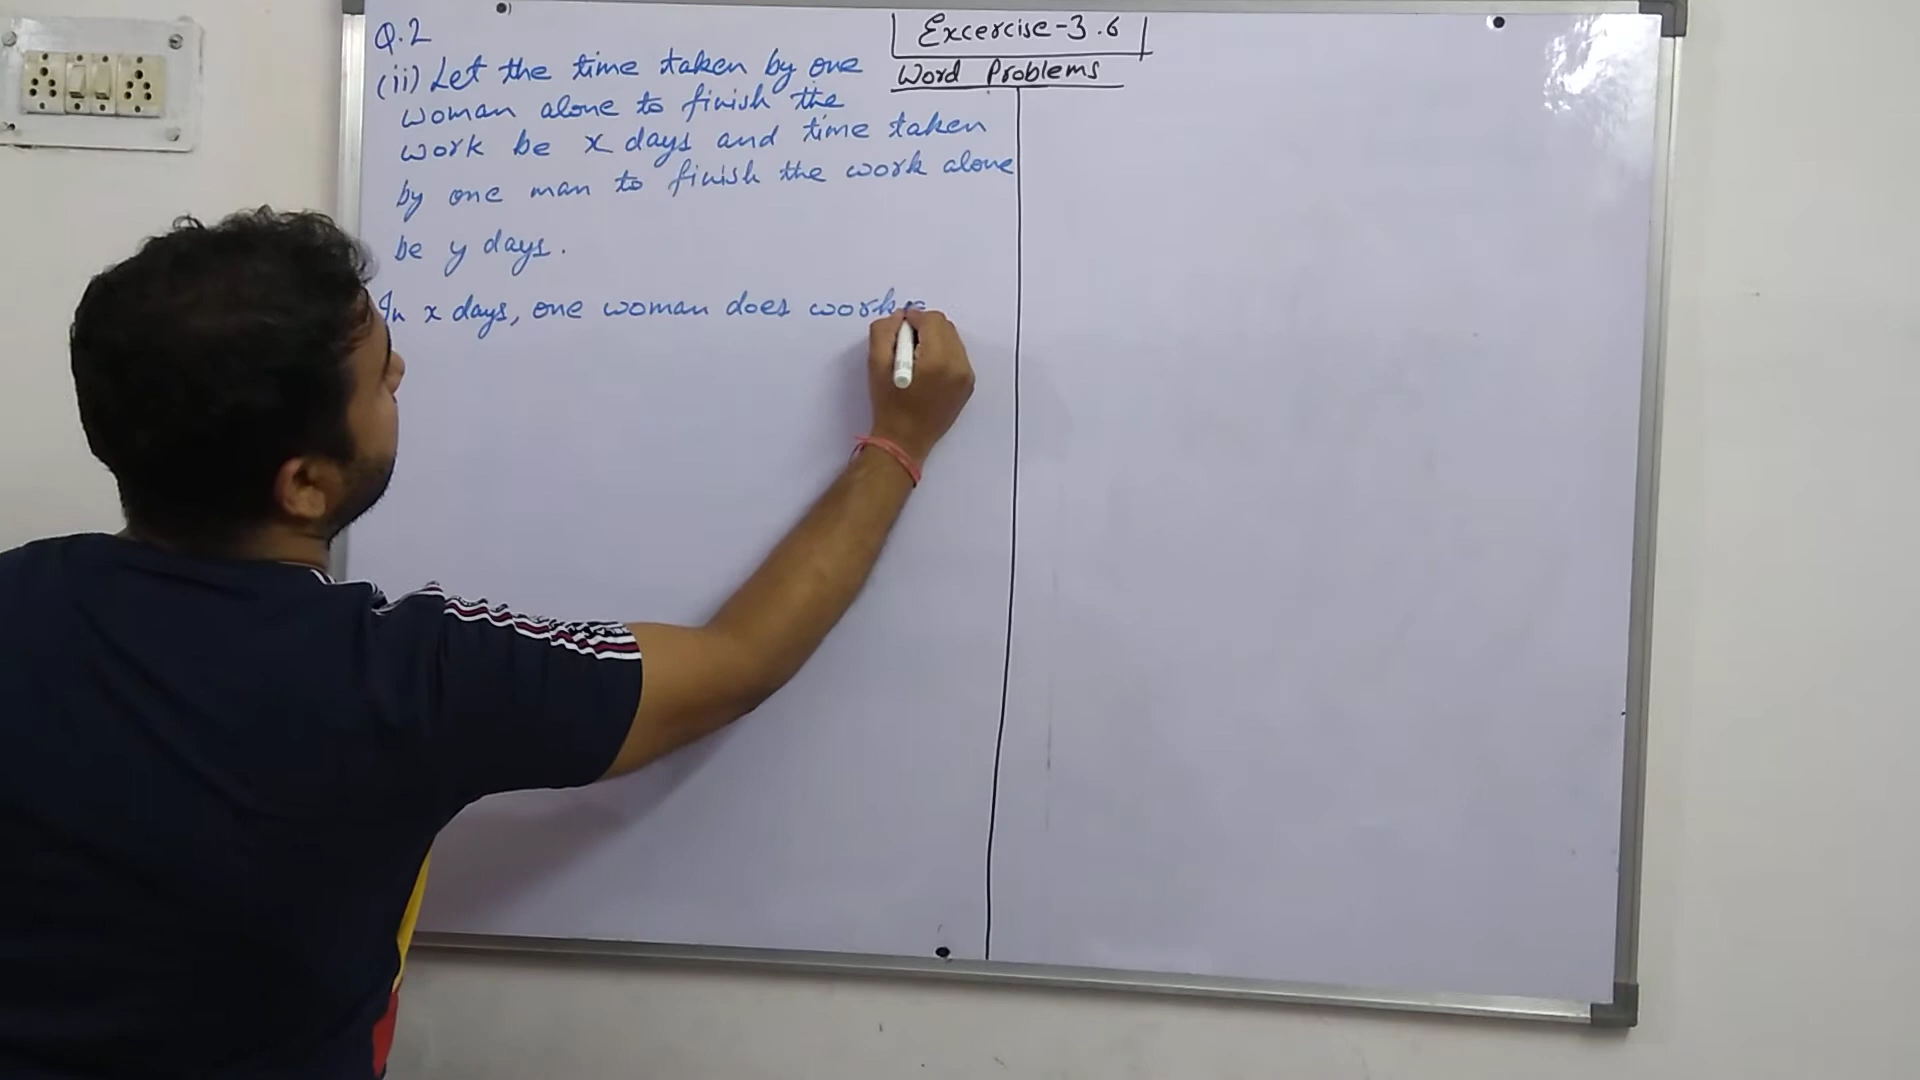 Excercise-3.6
Word Problems
Q.2
(ii) Let the time taken by one
woman alone to finish the
work be x days and time taken
by one man to finish the work alone
be y days.
In x days, one woman does work